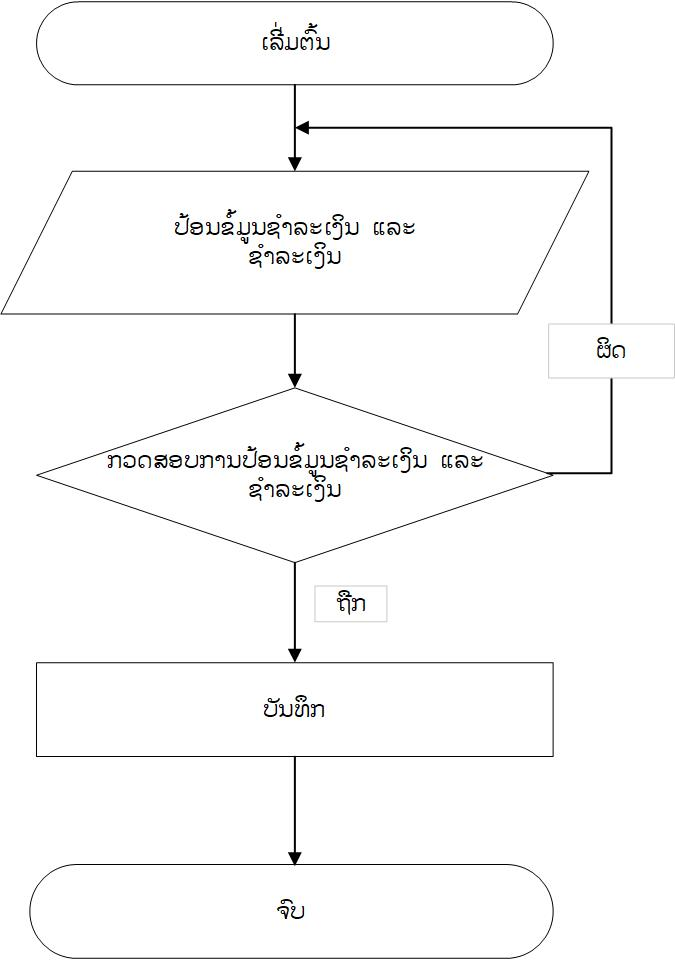 ເລີ່ມຕົ້ນ
ປ້ອນຂໍ້ມູນຊຳລະເງິນ ແລະ
ຊຳລະເງິນ
ຜິດ
ກວດສອບການປ້ອນຂໍ້ມູນຊຳລະເງິນ ແລະ
ຊຳລະເງິນ
ຖືກ
ບັນທຶກ
ຈົບ